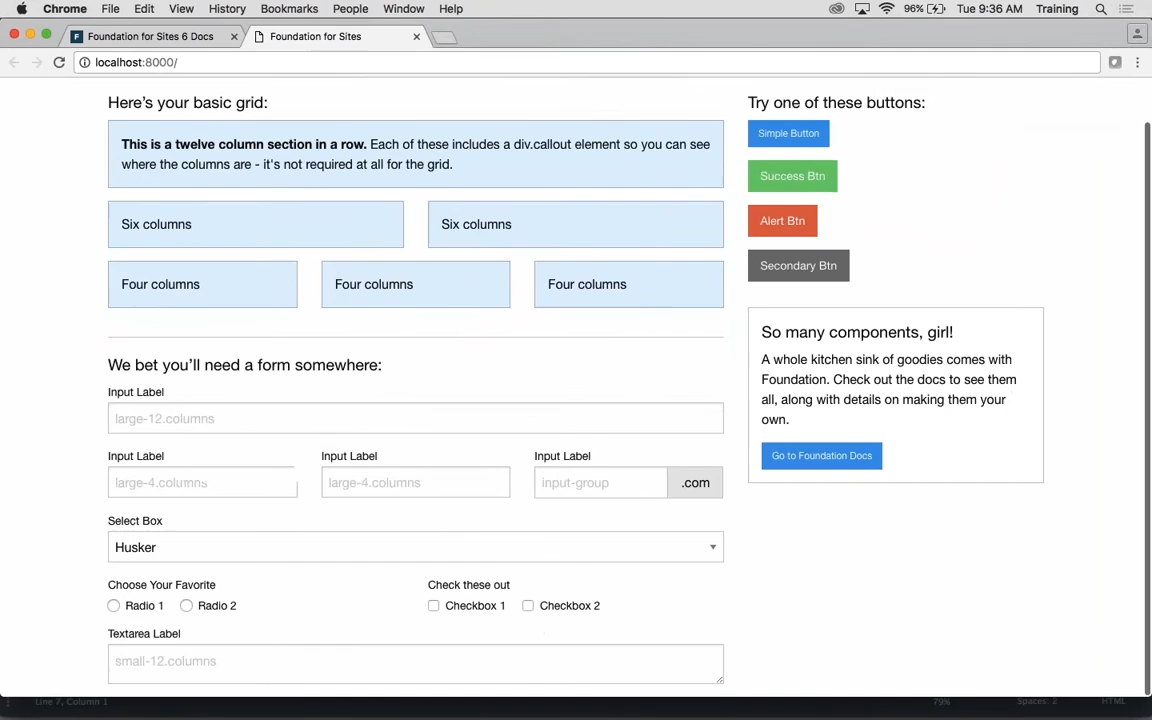 Chrome File Edit View History Bookmarks People Window Help 96% Tue 9:36 AM Training
Foundation for Sites 6 Docs Foundation for Sites
localhost:8000/
Here's your basic grid:
This is a twelve column section in a row. Each of these includes a div.callout element so you can see
where the columns are - it's not required at all for the grid.
Six columns Six columns
Four columns Four columns Four columns
We bet you'll need a form somewhere:
Input Label
large-12.columns
Input Label Input Label Input Label
large-4.columns large-4.columns input-group .com
Select Box
Husker
Choose Your Favorite Check these out
Radio 1 Radio 2 Checkbox 1 Checkbox 2
Textarea Label
small-12.columns
Try one of these buttons:
Simple Button
Success Btn
Alert Btn
Secondary Btn
So many components, girl!
A whole kitchen sink of goodies comes with
Foundation. Check out the docs to see them
all, along with details on making them your
own.
Go to Foundation Docs
Line 7, Column 1 79% Spaces: 2 HTML